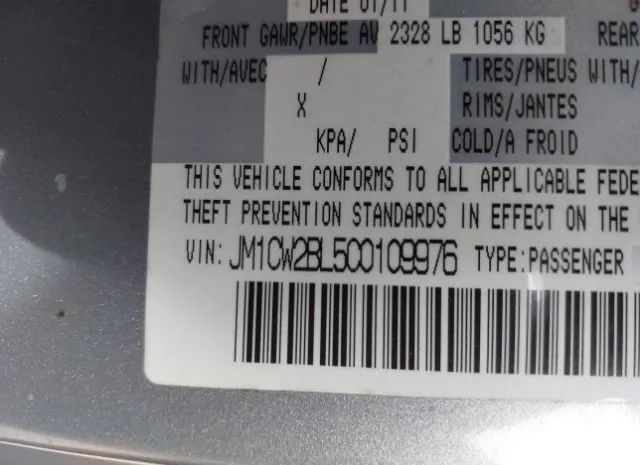 DATE 01/11
FRONT GAWR/PNBE AV 2328 LB 1056 KG REAR
WITH/AVEC / TIRES/PNEUS WITH/
X RIMS/JANTES
KPA/ PSI COLD/A FROID
THIS VEHICLE CONFORMS TO ALL APPLICABLE FEDE
THEFT PREVENTION STANDARDS IN EFFECT ON THE
VIN: JM1CW2BL5C0109976 TYPE:PASSENGER